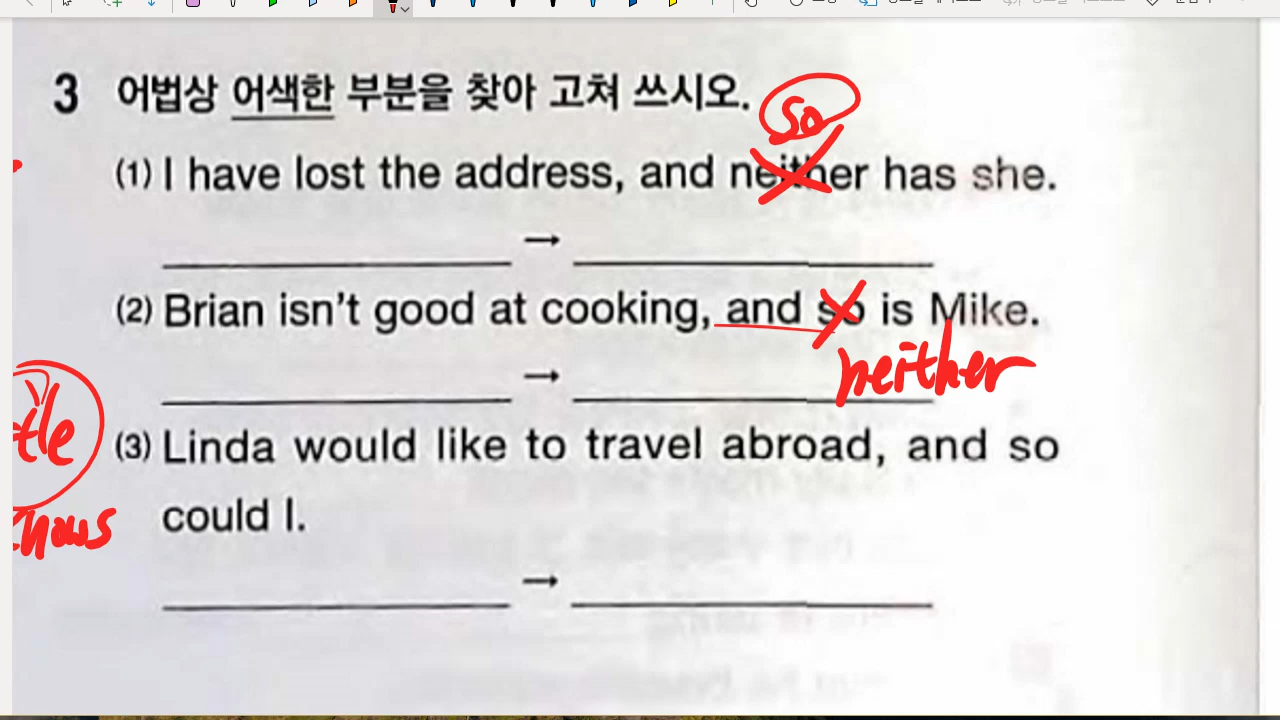 3 어법상 어색한 부분을 찾아 고쳐 쓰시오.
so
(1) I have lost the address, and neither has she.
→
(2) Brian isn't good at cooking, and so is Mike.
neither
→
tle
(3) Linda would like to travel abroad, and so
could I.
knows
→